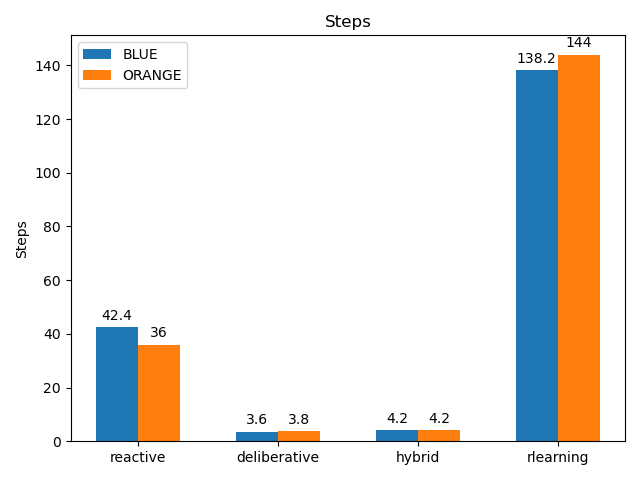 Steps
BLUE
ORANGE
Steps
140
120
100
80
60
40
20
0
42.4
36
3.6
3.8
4.2
4.2
138.2
144
reactive
deliberative
hybrid
rlearning